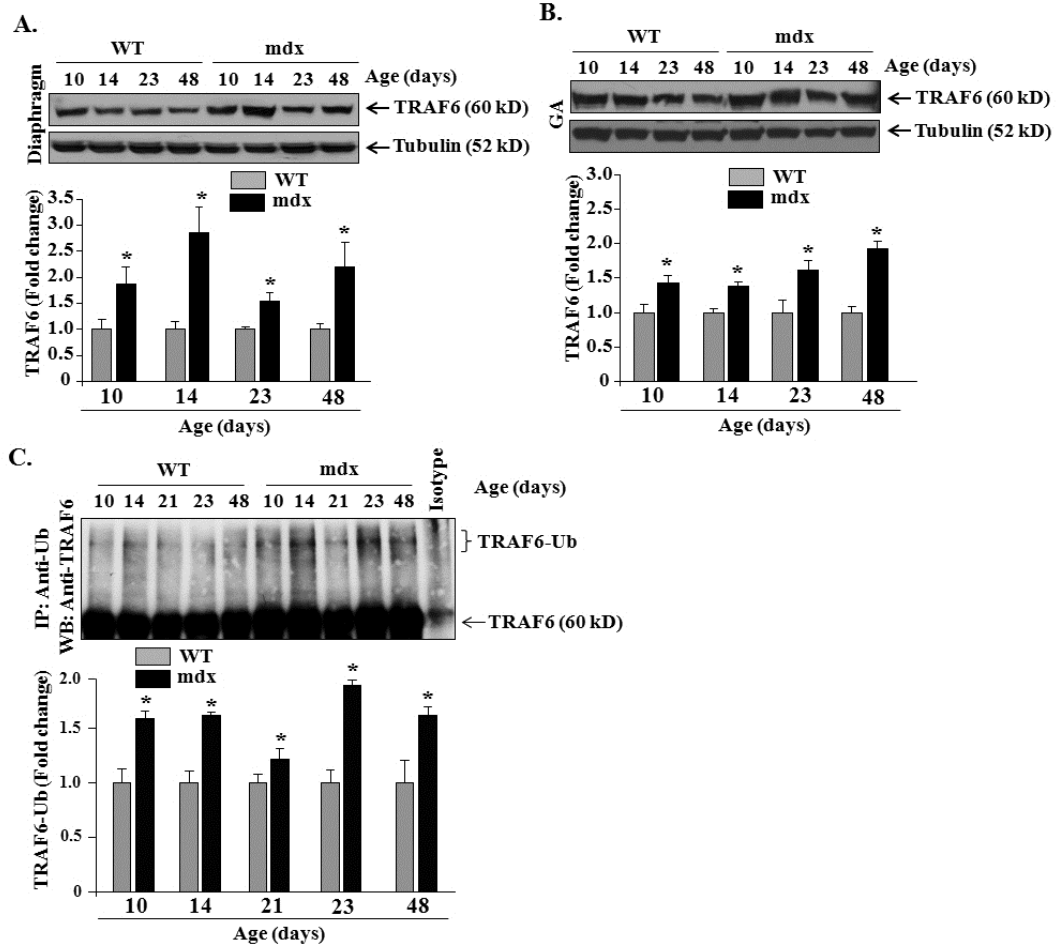 A.
WT mdx
10 14 23 48 10 14 23 48 Age (days)
Diaphragm
TRAF6 (60 kD)
Tubulin (52 kD)
WT
mdx
TRAF6 (Fold change)
3.5
3.0
2.5
2.0
1.5
1.0
0.5
0
* * * *
10 14 23 48
Age (days)
B.
WT mdx
10 14 23 48 10 14 23 48 Age (days)
GA
TRAF6 (60 kD)
Tubulin (52 kD)
WT
mdx
TRAF6 (Fold change)
3.0
2.5
2.0
1.5
1.0
0.5
0
* * * *
10 14 23 48
Age (days)
C.
WT mdx
10 14 21 23 48 10 14 21 23 48 Isotype Age (days)
IP: Anti-Ub
WB: Anti-TRAF6
TRAF6-Ub
TRAF6 (60 kD)
WT
mdx
TRAF6-Ub (Fold change)
2.0
1.5
1.0
0.5
0
* * * * *
10 14 21 23 48
Age (days)